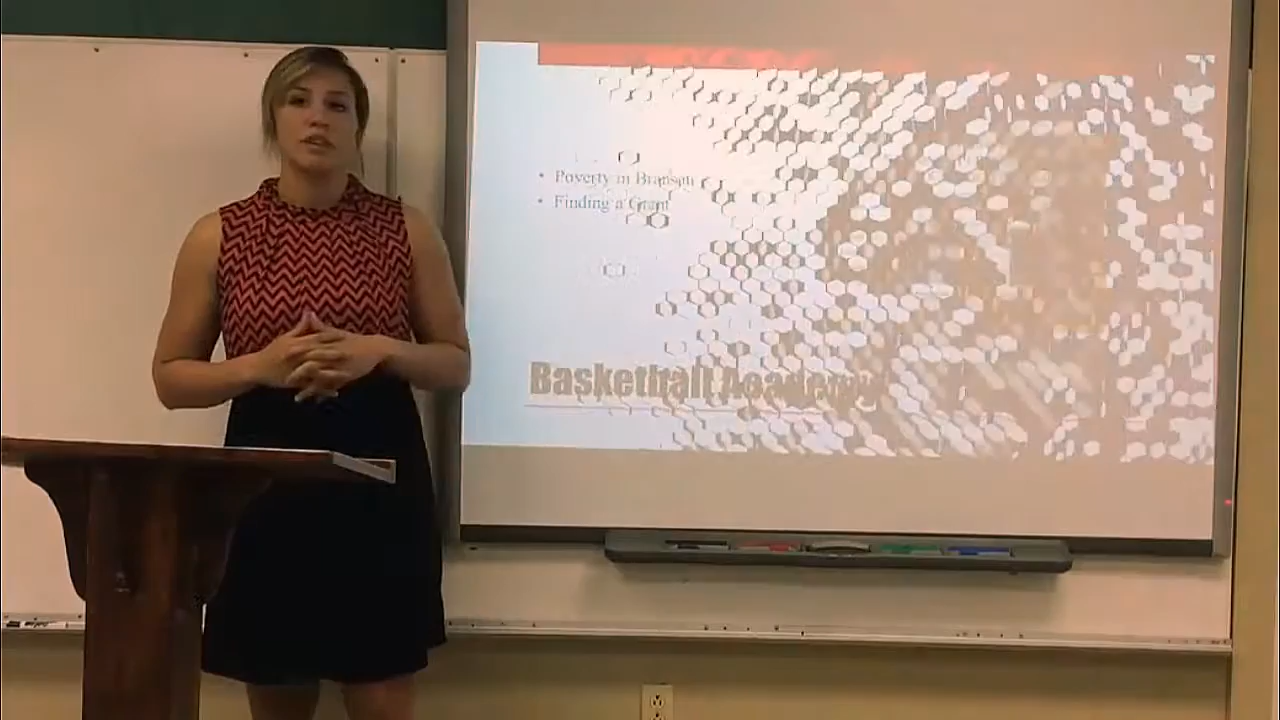 • Poverty in Branson
• Finding a Grant
Basketball Academy